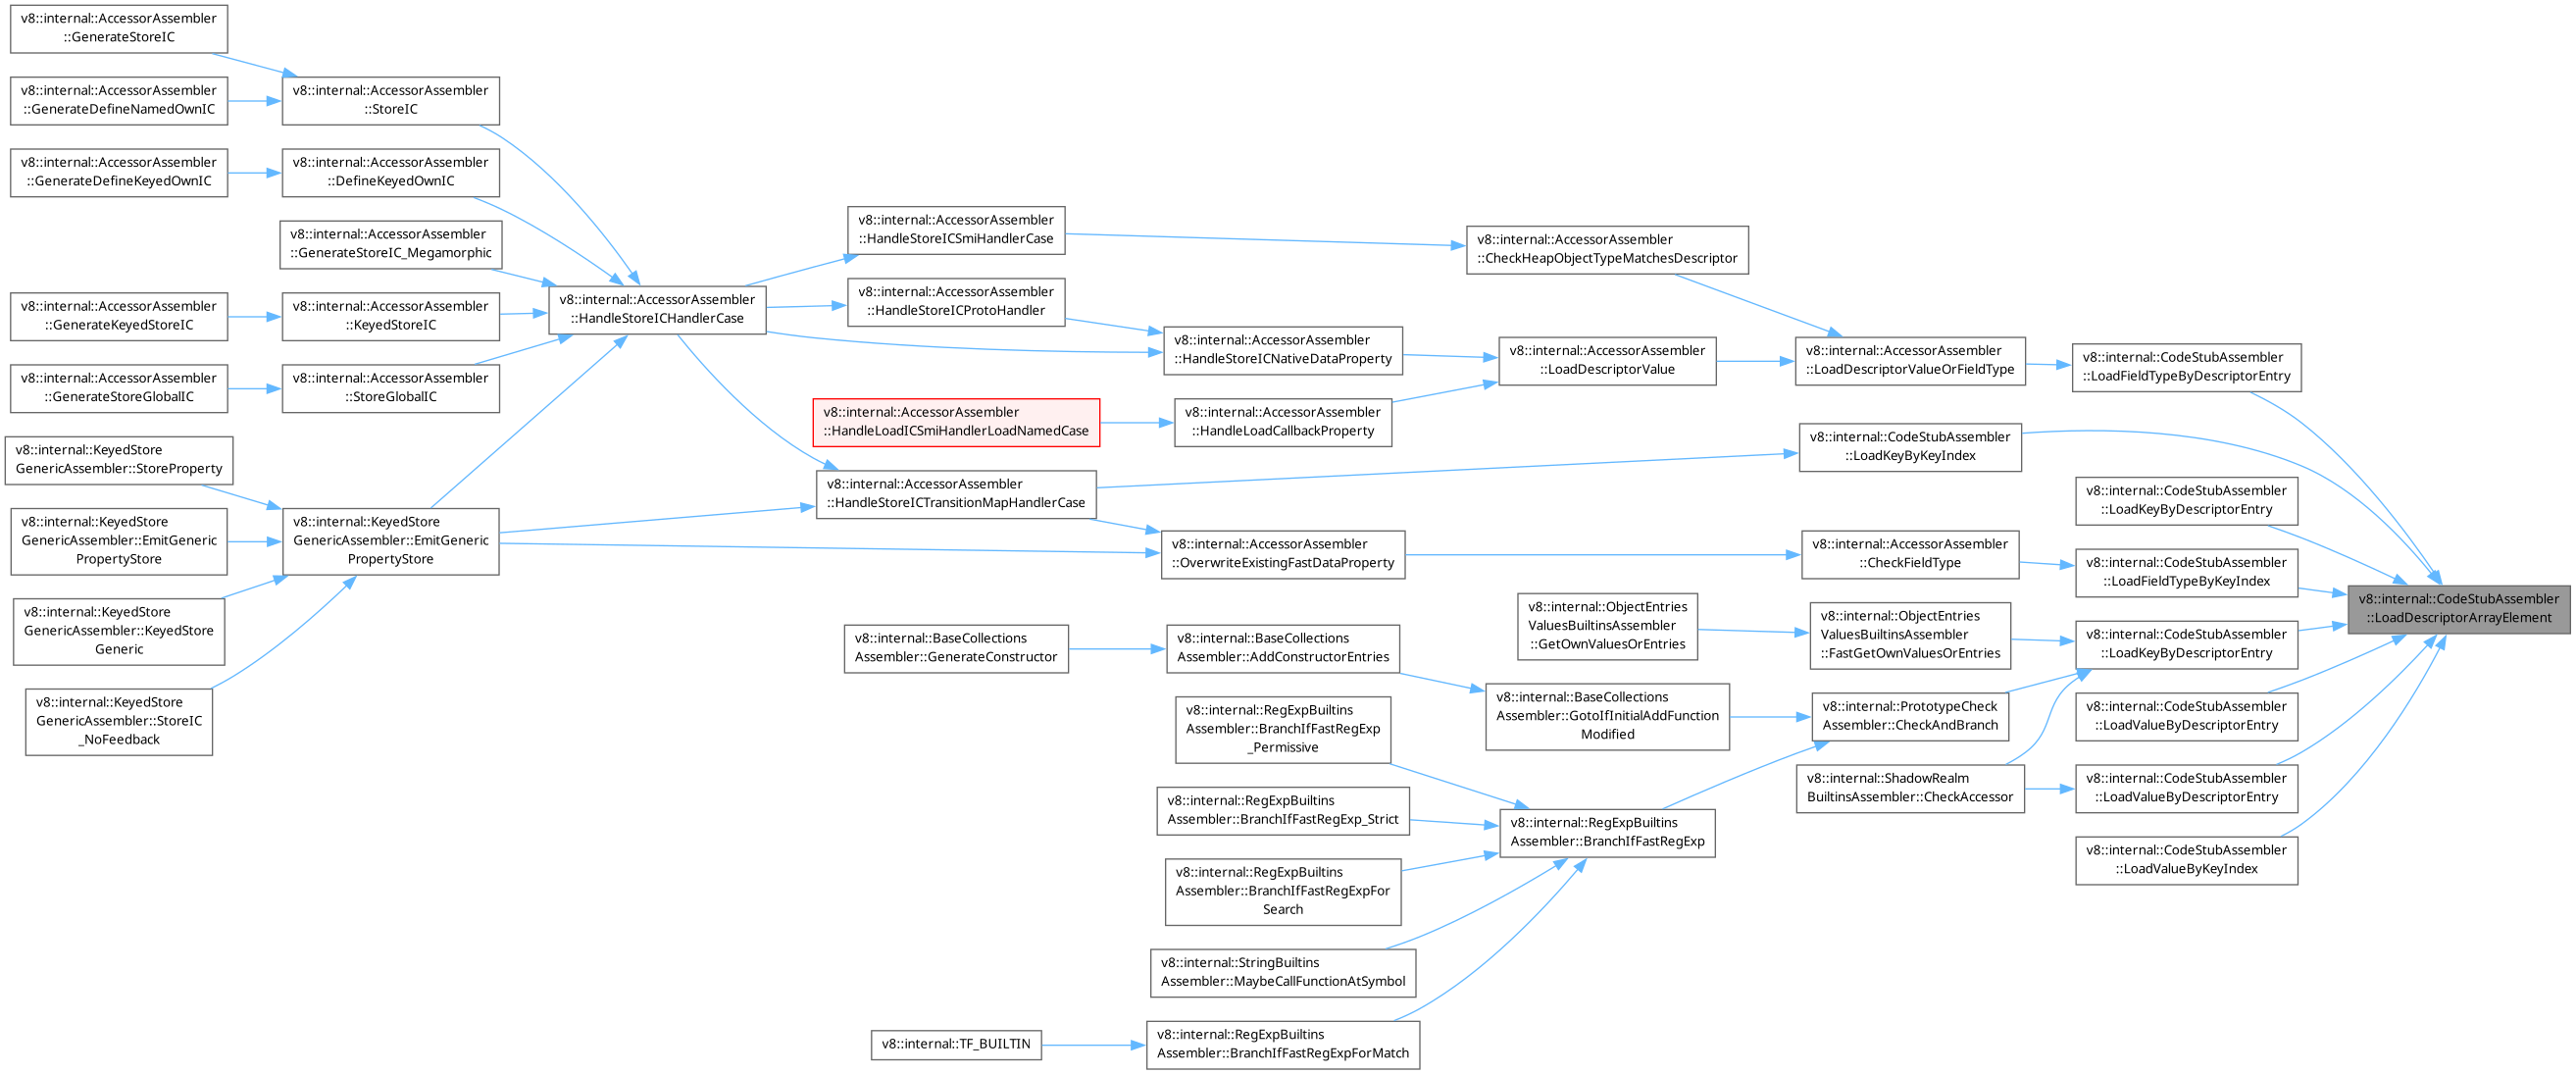 v8::internal::AccessorAssembler
::GenerateStoreIC
v8::internal::AccessorAssembler
::GenerateDefineNamedOwnIC
v8::internal::AccessorAssembler
::GenerateDefineKeyedOwnIC
v8::internal::AccessorAssembler
::GenerateKeyedStoreIC
v8::internal::AccessorAssembler
::GenerateStoreGlobalIC
v8::internal::KeyedStore
GenericAssembler::StoreProperty
v8::internal::KeyedStore
GenericAssembler::EmitGeneric
PropertyStore
v8::internal::KeyedStore
GenericAssembler::KeyedStore
Generic
v8::internal::KeyedStore
GenericAssembler::StoreIC
_NoFeedback
v8::internal::AccessorAssembler
::StoreIC
v8::internal::AccessorAssembler
::DefineKeyedOwnIC
v8::internal::AccessorAssembler
::GenerateStoreIC_Megamorphic
v8::internal::AccessorAssembler
::KeyedStoreIC
v8::internal::AccessorAssembler
::StoreGlobalIC
v8::internal::KeyedStore
GenericAssembler::EmitGeneric
PropertyStore
v8::internal::AccessorAssembler
::HandleStoreICHandlerCase
v8::internal::AccessorAssembler
::HandleStoreICSmiHandlerCase
v8::internal::AccessorAssembler
::HandleStoreICProtoHandler
v8::internal::AccessorAssembler
::HandleLoadICSmiHandlerLoadNamedCase
v8::internal::AccessorAssembler
::HandleStoreICTransitionMapHandlerCase
v8::internal::BaseCollections
Assembler::GenerateConstructor
v8::internal::TF_BUILTIN
v8::internal::AccessorAssembler
::HandleStoreICNativeDataProperty
v8::internal::AccessorAssembler
::HandleLoadCallbackProperty
v8::internal::AccessorAssembler
::OverwriteExistingFastDataProperty
v8::internal::BaseCollections
Assembler::AddConstructorEntries
v8::internal::RegExpBuiltins
Assembler::BranchIfFastRegExp
_Permissive
v8::internal::RegExpBuiltins
Assembler::BranchIfFastRegExp_Strict
v8::internal::RegExpBuiltins
Assembler::BranchIfFastRegExpFor
Search
v8::internal::StringBuiltins
Assembler::MaybeCallFunctionAtSymbol
v8::internal::RegExpBuiltins
Assembler::BranchIfFastRegExpForMatch
v8::internal::AccessorAssembler
::CheckHeapObjectTypeMatchesDescriptor
v8::internal::AccessorAssembler
::LoadDescriptorValue
v8::internal::ObjectEntries
ValuesBuiltinsAssembler
::GetOwnValuesOrEntries
v8::internal::BaseCollections
Assembler::GotoIfInitialAddFunction
Modified
v8::internal::RegExpBuiltins
Assembler::BranchIfFastRegExp
v8::internal::AccessorAssembler
::LoadDescriptorValueOrFieldType
v8::internal::CodeStubAssembler
::LoadKeyByKeyIndex
v8::internal::AccessorAssembler
::CheckFieldType
v8::internal::ObjectEntries
ValuesBuiltinsAssembler
::FastGetOwnValuesOrEntries
v8::internal::PrototypeCheck
Assembler::CheckAndBranch
v8::internal::ShadowRealm
BuiltinsAssembler::CheckAccessor
v8::internal::CodeStubAssembler
::LoadFieldTypeByDescriptorEntry
v8::internal::CodeStubAssembler
::LoadKeyByDescriptorEntry
v8::internal::CodeStubAssembler
::LoadFieldTypeByKeyIndex
v8::internal::CodeStubAssembler
::LoadKeyByDescriptorEntry
v8::internal::CodeStubAssembler
::LoadValueByDescriptorEntry
v8::internal::CodeStubAssembler
::LoadValueByDescriptorEntry
v8::internal::CodeStubAssembler
::LoadValueByKeyIndex
v8::internal::CodeStubAssembler
::LoadDescriptorArrayElement